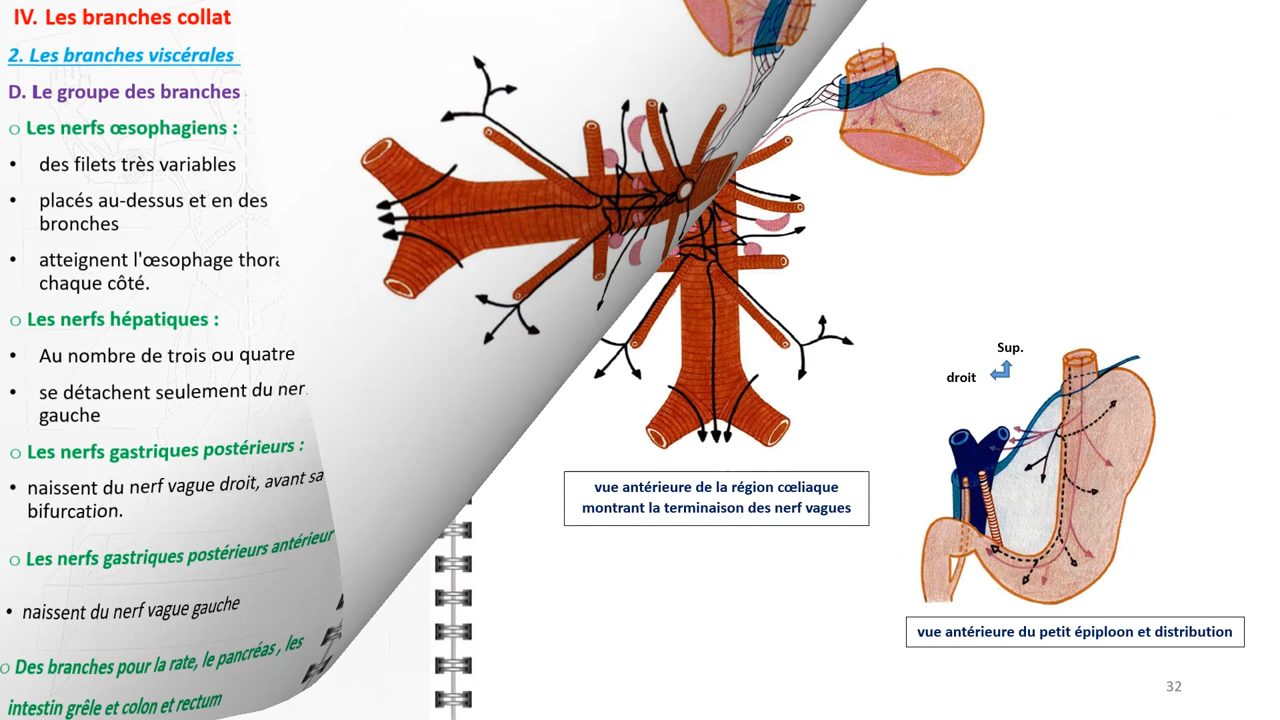 IV. Les branches collat
2. Les branches viscérales
D. Le groupe des branches
o Les nerfs œsophagiens :
• des filets très variables
• placés au-dessus et en des
bronches
• atteignent l'œsophage thora
chaque côté.
o Les nerfs hépatiques :
• Au nombre de trois ou quatre
• se détachent seulement du ner
gauche
o Les nerfs gastriques postérieurs :
• naissent du nerf vague droit, avant sa
bifurcation.
o Les nerfs gastriques postérieurs antérieur
• naissent du nerf vague gauche
o Des branches pour la rate, le pancréas , les
intestin grêle et colon et rectum
vue antérieure de la région cœliaque
montrant la terminaison des nerf vagues
Sup.
droit
vue antérieure du petit épiploon et distribution
32